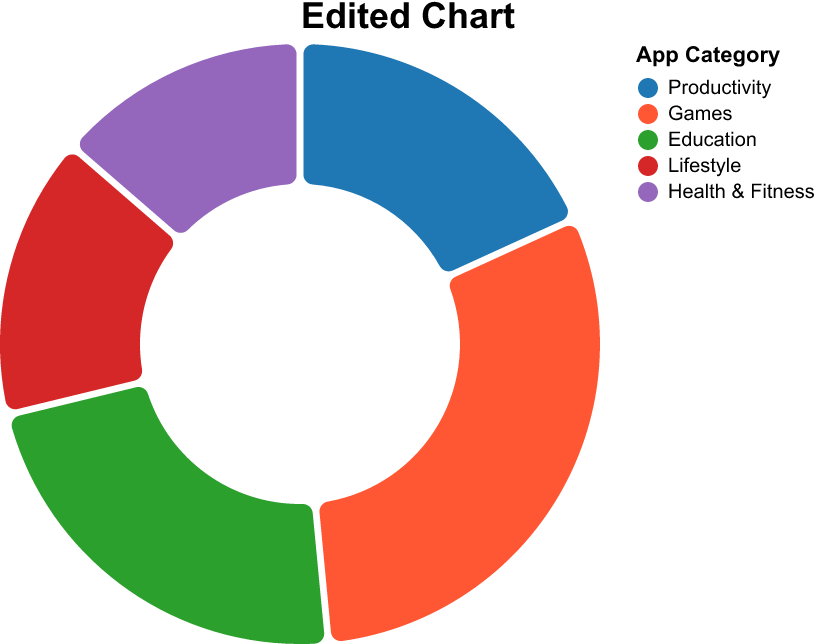 Edited Chart
App Category
Productivity
Games
Education
Lifestyle
Health & Fitness